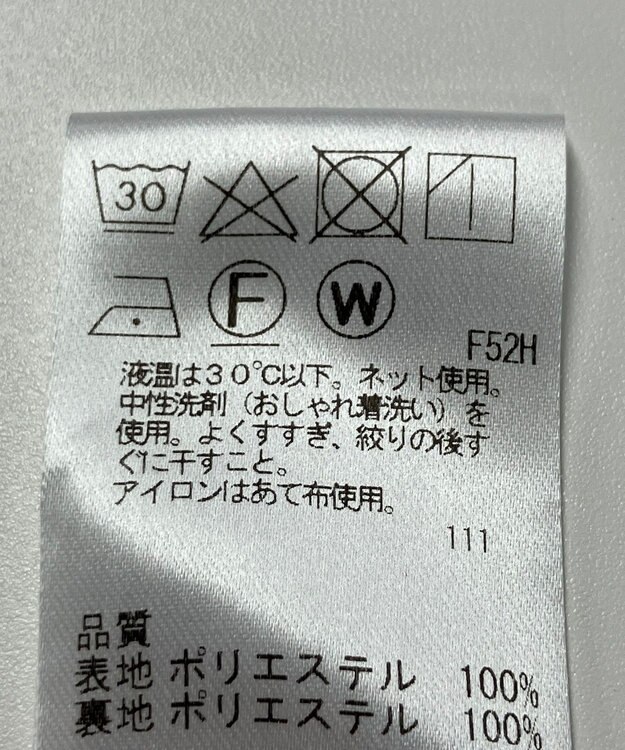 30
F W
F52H
液温は30℃以下。ネット使用。
中性洗剤（おしゃれ着洗い）を
使用。よくすすぎ、絞りの後す
ぐに干すこと。
アイロンはあて布使用。
111
品質
表地 ポリエステル 100%
裏地 ポリエステル 100%